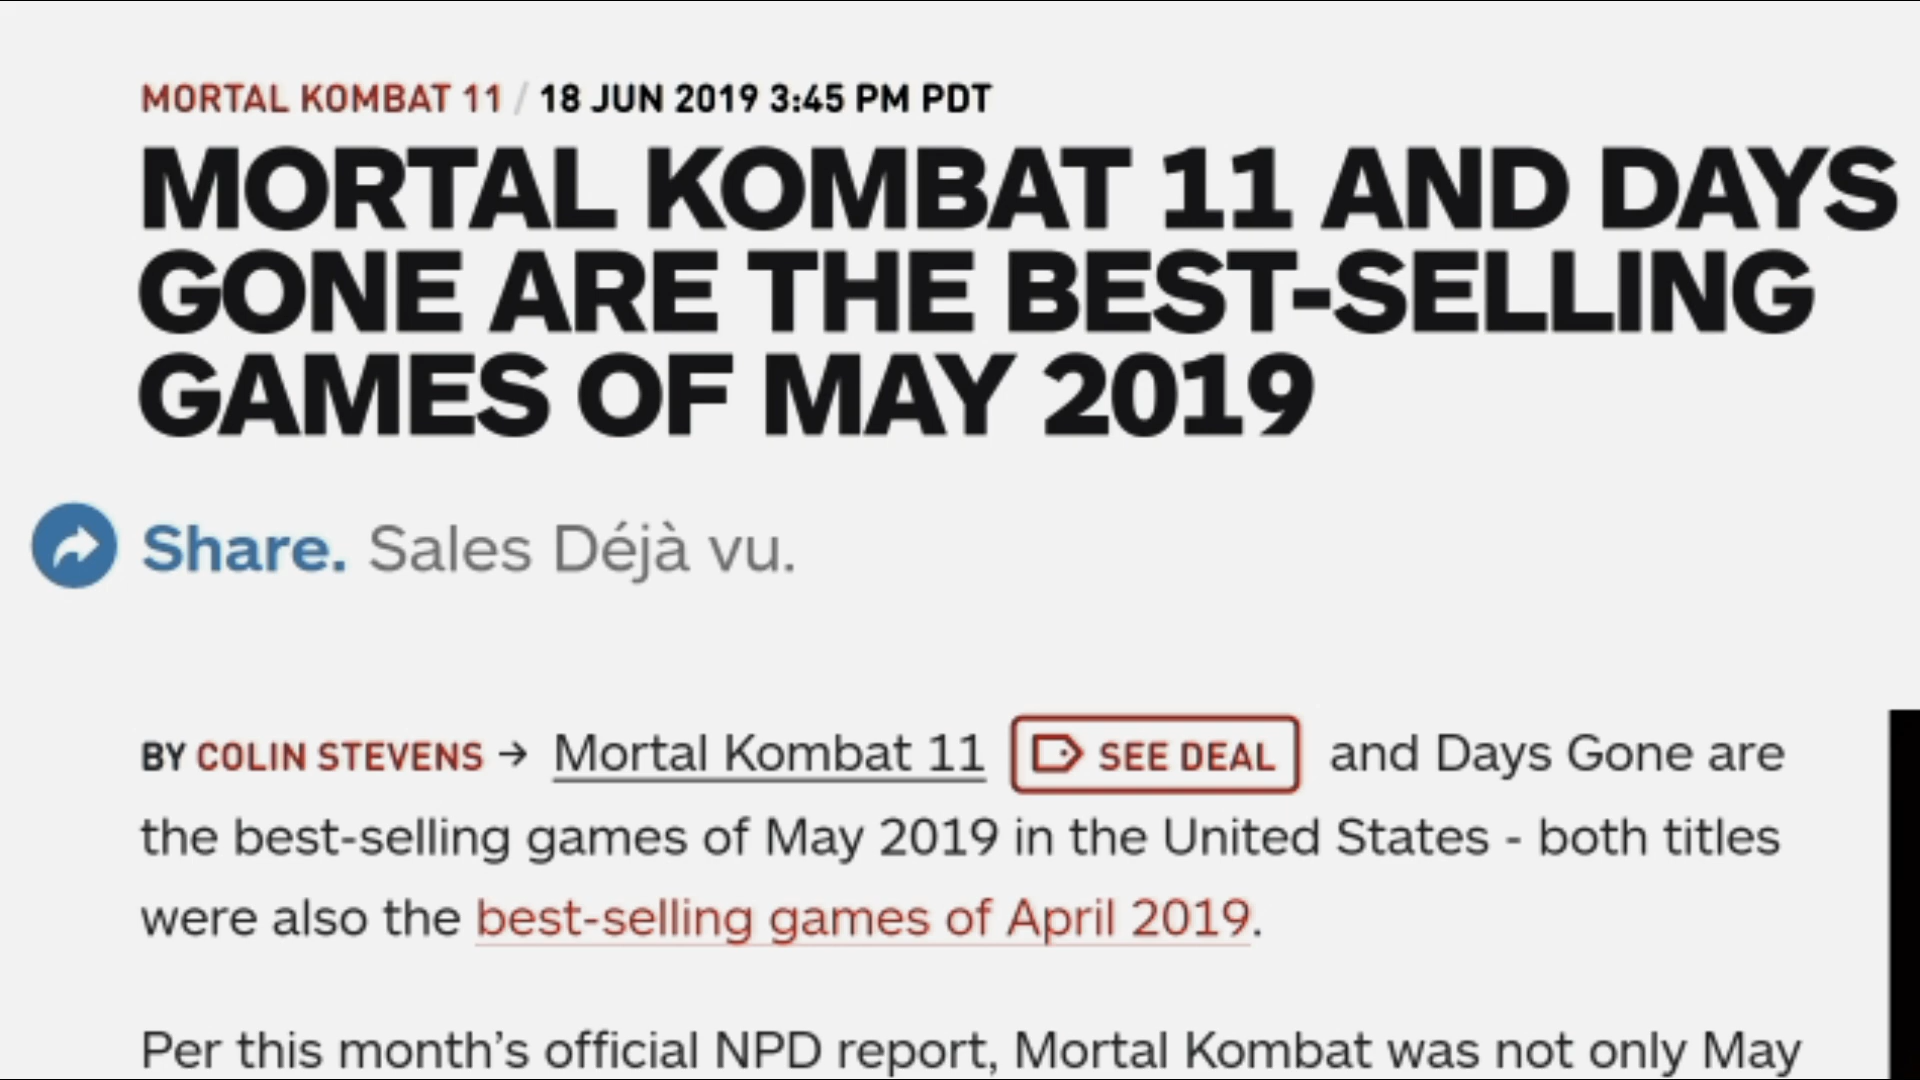 MORTAL KOMBAT 11 / 18 JUN 2019 3:45 PM PDT
MORTAL KOMBAT 11 AND DAYS
GONE ARE THE BEST-SELLING
GAMES OF MAY 2019
Share. Sales Déjà vu.
BY COLIN STEVENS → Mortal Kombat 11 SEE DEAL and Days Gone are
the best-selling games of May 2019 in the United States - both titles
were also the best-selling games of April 2019.
Per this month's official NPD report, Mortal Kombat was not only May